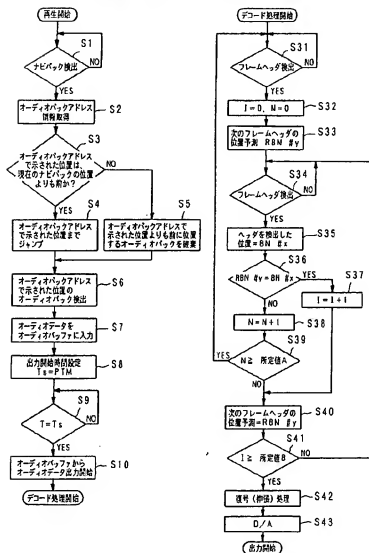 再生開始
S1
ナビパック検出
NO
YES
S2
オーディオパックアドレス
情報取得
S3
オーディオパックアドレス
で示された位置は、
現在のナビパックの位置
よりも前か?
NO
YES
S4
オーディオパックアドレス
で示された位置まで
ジャンプ
S5
オーディオパックアドレスで
示された位置よりも前に位置
するオーディオパックを破棄
S6
オーディオパックアドレス
で示された位置の
オーディオパック検出
S7
オーディオデータを
オーディオバッファに入力
S8
出力開始時間設定
Ts=PTM
S9
T=Ts
NO
YES
オーディオバッファから
オーディオデータ出力開始
S10
デコード処理開始
デコード処理開始
S31
フレームヘッダ検出
NO
YES
S32
I=0, N=0
S33
次のフレームヘッダの
位置予測 RBN #y
S34
フレームヘッダ検出
NO
YES
S35
ヘッダを検出した
位置=BN #x
S36
RBN #y=BN #x
YES
S37
I=I+1
NO
N=N+1
S38
S39
N≧ 所定値A
YES
NO
S40
次のフレームヘッダの
位置予測=RBN #y
S41
I≧ 所定値B
NO
YES
S42
復号(伸張)処理
S43
D/A
出力開始